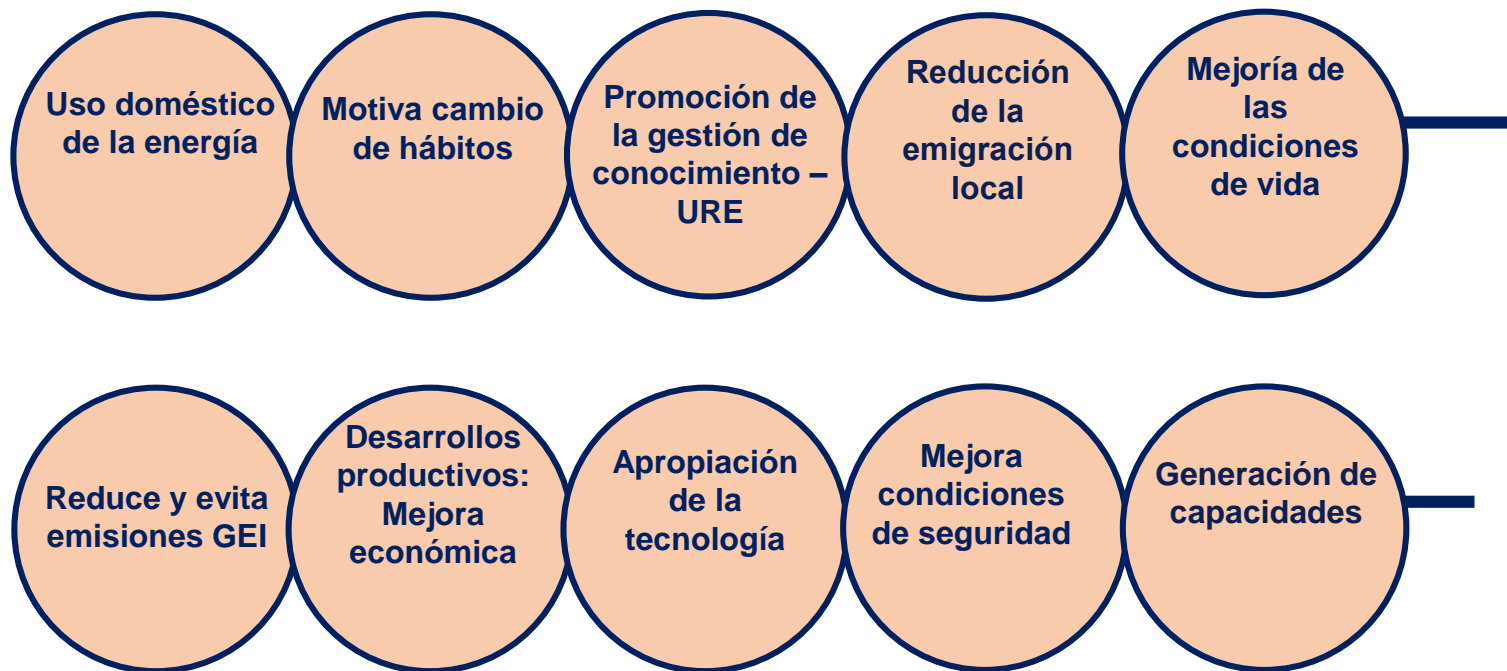 Uso doméstico
de la energía
Motiva cambio
de hábitos
Promoción de
la gestión de
conocimiento –
URE
Reducción
de la
emigración
local
Mejoría de
las
condiciones
de vida
Reduce y evita
emisiones GEI
Desarrollos
productivos:
Mejora
económica
Apropiación
de la
tecnología
Mejora
condiciones
de seguridad
Generación de
capacidades